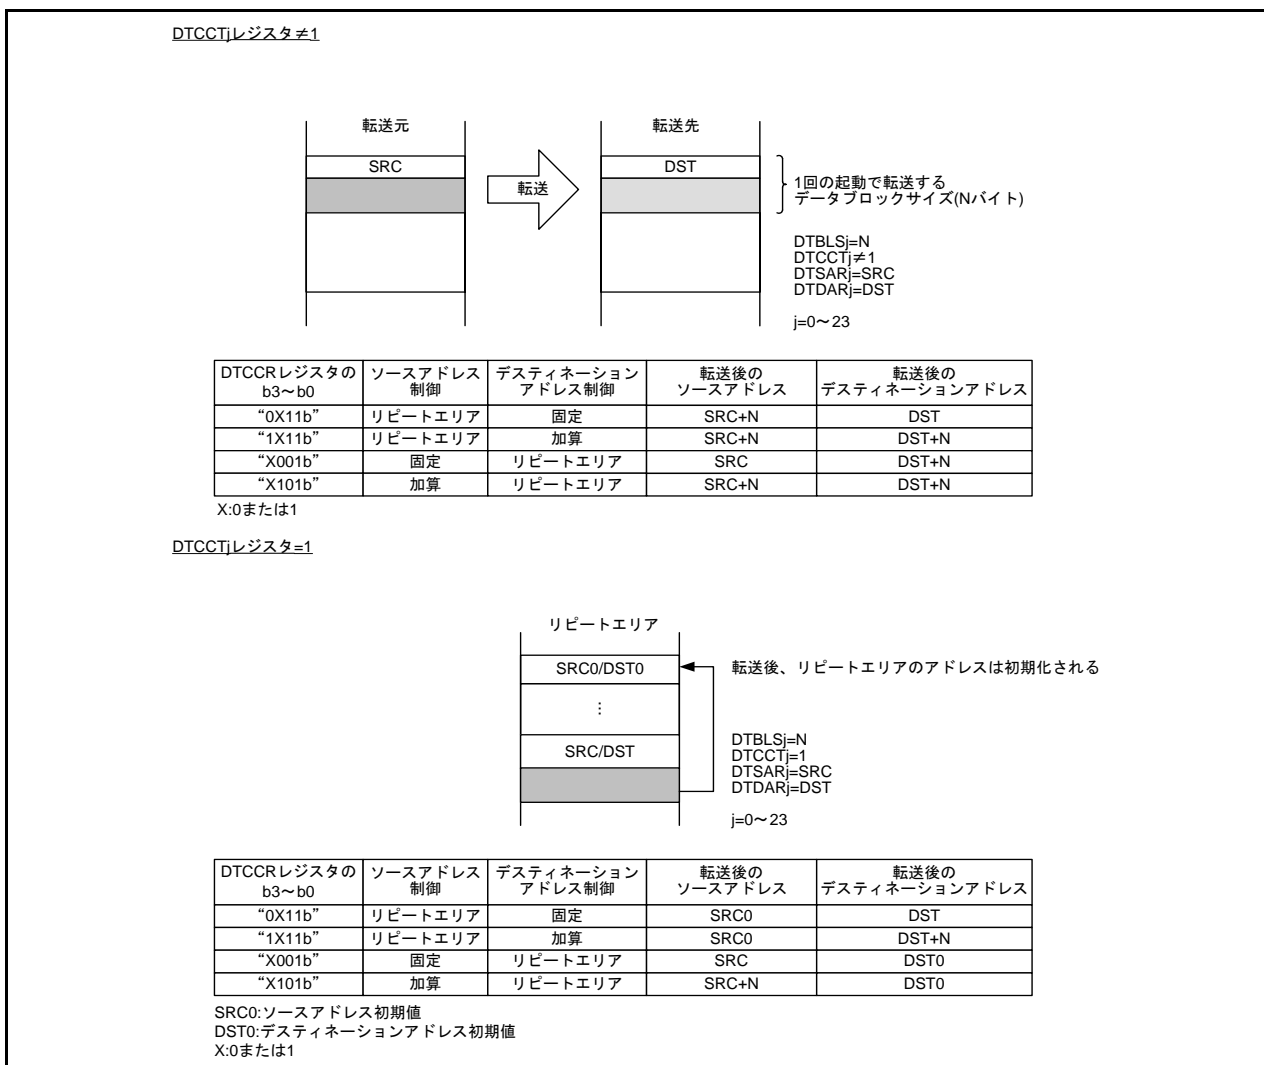 DTCCTjレジスタ≠1
転送元
転送先
SRC
DST
転送
1回の起動で転送する
データブロックサイズ(Nバイト)
DTBLSj=N
DTCCTj≠1
DTSARj=SRC
DTDARj=DST
j=0～23
DTCCRレジスタの b3～b0 ソースアドレス制御 デスティネーションアドレス制御 転送後のソースアドレス 転送後のデスティネーションアドレス
“0X11b” リピートエリア 固定 SRC+N DST
“1X11b” リピートエリア 加算 SRC+N DST+N
“X001b” 固定 リピートエリア SRC DST+N
“X101b” 加算 リピートエリア SRC+N DST+N
X:0または1
DTCCTjレジスタ=1
リピートエリア
SRC0/DST0
転送後、リピートエリアのアドレスは初期化される
⋮
SRC/DST
DTBLSj=N
DTCCTj=1
DTSARj=SRC
DTDARj=DST
j=0～23
DTCCRレジスタの b3～b0 ソースアドレス制御 デスティネーションアドレス制御 転送後のソースアドレス 転送後のデスティネーションアドレス
“0X11b” リピートエリア 固定 SRC0 DST
“1X11b” リピートエリア 加算 SRC0 DST+N
“X001b” 固定 リピートエリア SRC DST0
“X101b” 加算 リピートエリア SRC+N DST0
SRC0:ソースアドレス初期値
DST0:デスティネーションアドレス初期値
X:0または1